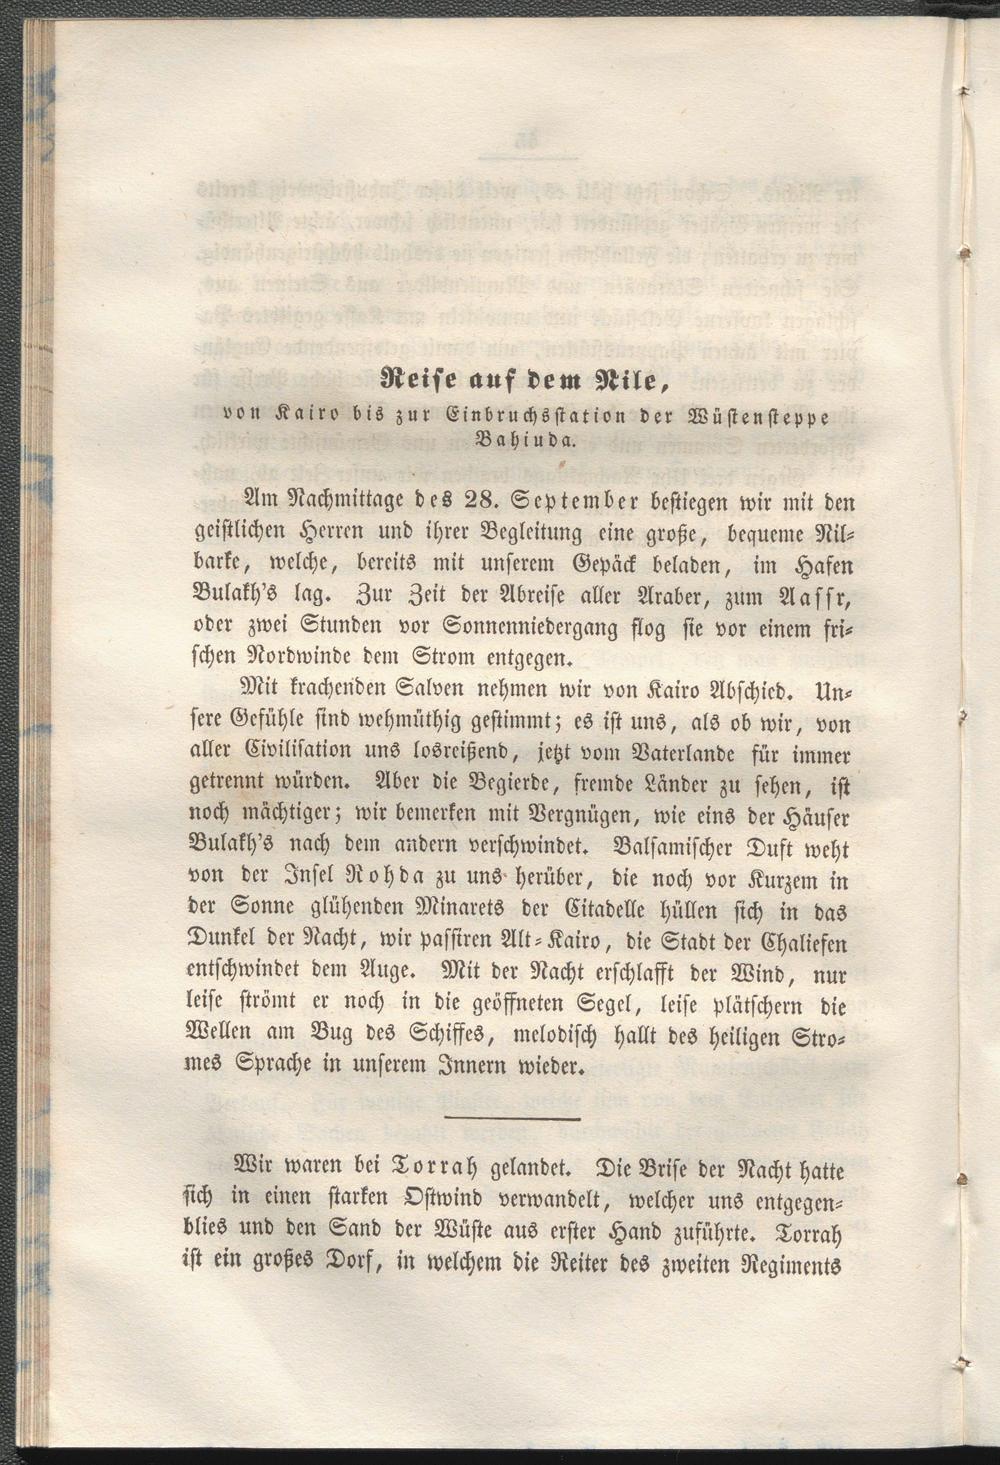 Reise auf dem Nile,
von Kairo bis zur Einbruchsstation der Wüstensteppe
Bahiuda.
Am Nachmittage des 28. September bestiegen wir mit den
geistlichen Herren und ihrer Begleitung eine große, bequeme Nil-
barke, welche, bereits mit unserem Gepäck beladen, im Hafen
Bulakh's lag. Zur Zeit der Abreise aller Araber, zum Aassr,
oder zwei Stunden vor Sonnenniedergang flog sie vor einem fri-
schen Nordwinde dem Strom entgegen.
Mit krachenden Salven nehmen wir von Kairo Abschied. Un-
sere Gefühle sind wehmüthig gestimmt; es ist uns, als ob wir, von
aller Civilisation uns losreißend, jetzt vom Vaterlande für immer
getrennt würden. Aber die Begierde, fremde Länder zu sehen, ist
noch mächtiger; wir bemerken mit Vergnügen, wie eins der Häuser
Bulakh's nach dem andern verschwindet. Balsamischer Duft weht
von der Insel Rohda zu uns herüber, die noch vor Kurzem in
der Sonne glühenden Minarets der Citadelle hüllen sich in das
Dunkel der Nacht, wir passiren Alt-Kairo, die Stadt der Chaliefen
entschwindet dem Auge. Mit der Nacht erschlafft der Wind, nur
leise strömt er noch in die geöffneten Segel, leise plätschern die
Wellen am Bug des Schiffes, melodisch hallt des heiligen Stro-
mes Sprache in unserem Innern wieder.
Wir waren bei Torrah gelandet. Die Brise der Nacht hatte
sich in einen starken Ostwind verwandelt, welcher uns entgegen-
blies und den Sand der Wüste aus erster Hand zuführte. Torrah
ist ein großes Dorf, in welchem die Reiter des zweiten Regiments